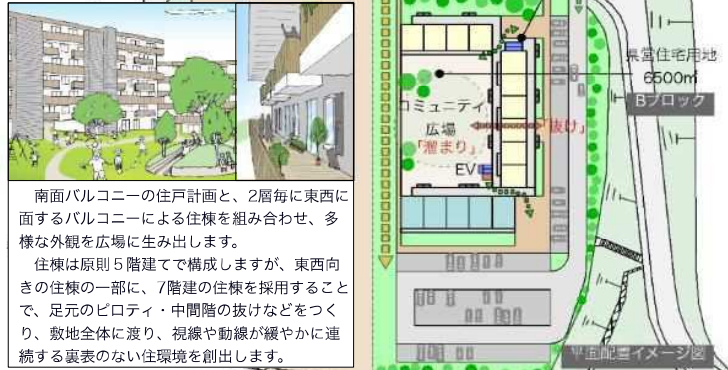 南面バルコニーの住戸計画と、2層毎に東西に
面するバルコニーによる住棟を組み合わせ、多
様な外観を広場に生み出します。
住棟は原則５階建てで構成しますが、東西向
きの住棟の一部に、7階建の住棟を採用すること
で、足元のピロティ・中間階の抜けなどをつく
り、敷地全体に渡り、視線や動線が緩やかに連
続する裏表のない住環境を創出します。
県営住宅用地
6500㎡
Bブロック
コミュニティ
広場
「抜け」
「溜まり」
EV
平面配置イメージ図